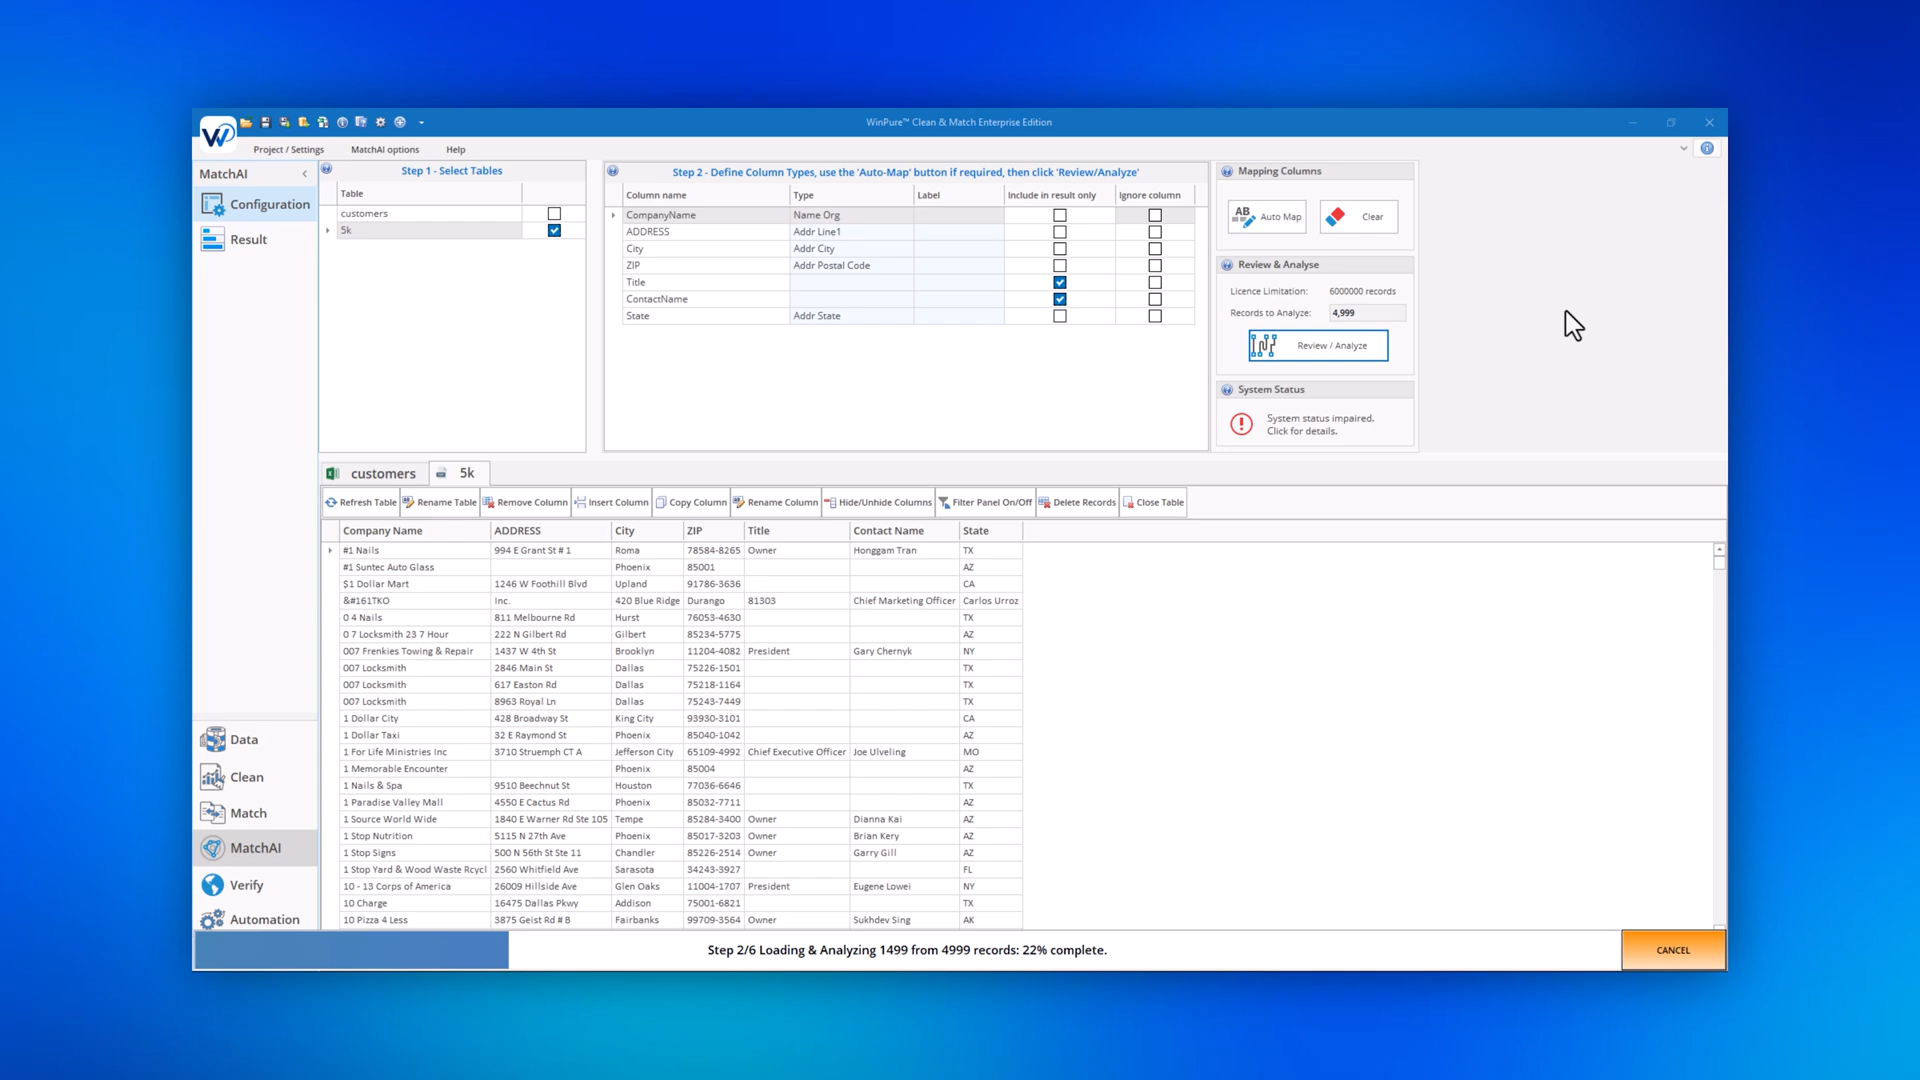 WinPure™ Clean & Match Enterprise Edition
Project / Settings MatchAI options Help
MatchAI
Configuration
Result
Step 1 - Select Tables
Table
customers
5k
Step 2 - Define Column Types, use the 'Auto-Map' button if required, then click 'Review/Analyze'
Column name Type Label Include in result only Ignore column
CompanyName Name Org
ADDRESS Addr Line1
City Addr City
ZIP Addr Postal Code
Title
ContactName
State Addr State
Mapping Columns
AB Auto Map Clear
Review & Analyse
Licence Limitation: 6000000 records
Records to Analyze: 4,999
Review / Analyze
System Status
System status impaired.
Click for details.
customers 5k
Refresh Table Rename Table Remove Column Insert Column Copy Column Rename Column Hide/Unhide Columns Filter Panel On/Off Delete Records Close Table
Company Name ADDRESS City ZIP Title Contact Name State
#1 Nails 994 E Grant St # 1 Roma 78584-8265 Owner Honggam Tran TX
#1 Suntec Auto Glass Phoenix 85001 AZ
$1 Dollar Mart 1246 W Foothill Blvd Upland 91786-3636 CA
&#161TKO Inc. 420 Blue Ridge Durango 81303 Chief Marketing Officer Carlos Urroz
0 4 Nails 811 Melbourne Rd Hurst 76053-4630 TX
0 7 Locksmith 23 7 Hour 222 N Gilbert Rd Gilbert 85234-5775 AZ
007 Frenkies Towing & Repair 1437 W 4th St Brooklyn 11204-4082 President Gary Chernyk NY
007 Locksmith 2846 Main St Dallas 75226-1501 TX
007 Locksmith 617 Easton Rd Dallas 75218-1164 TX
007 Locksmith 8963 Royal Ln Dallas 75243-7449 TX
1 Dollar City 428 Broadway St King City 93930-3101 CA
1 Dollar Taxi 32 E Raymond St Phoenix 85040-1042 AZ
1 For Life Ministries Inc 3710 Struemph CT A Jefferson City 65109-4992 Chief Executive Officer Joe Ulveling MO
1 Memorable Encounter Phoenix 85004 AZ
1 Nails & Spa 9510 Beechnut St Houston 77036-6646 TX
1 Paradise Valley Mall 4550 E Cactus Rd Phoenix 85032-7711 AZ
1 Source World Wide 1840 E Warner Rd Ste 105 Tempe 85284-3400 Owner Dianna Kai AZ
1 Stop Nutrition 5115 N 27th Ave Phoenix 85017-3203 Owner Brian Kery AZ
1 Stop Signs 500 N 56th St Ste 11 Chandler 85226-2514 Owner Garry Gill AZ
1 Stop Yard & Wood Waste Rcycl 2560 Whitfield Ave Sarasota 34243-3927 FL
10 - 13 Corps of America 26009 Hillside Ave Glen Oaks 11004-1707 President Eugene Lowei NY
10 Charge 16475 Dallas Pkwy Addison 75001-6821 TX
10 Pizza 4 Less 3875 Geist Rd # B Fairbanks 99709-3564 Owner Sukhdev Sing AK
Data
Clean
Match
MatchAI
Verify
Automation
Step 2/6 Loading & Analyzing 1499 from 4999 records: 22% complete.
CANCEL